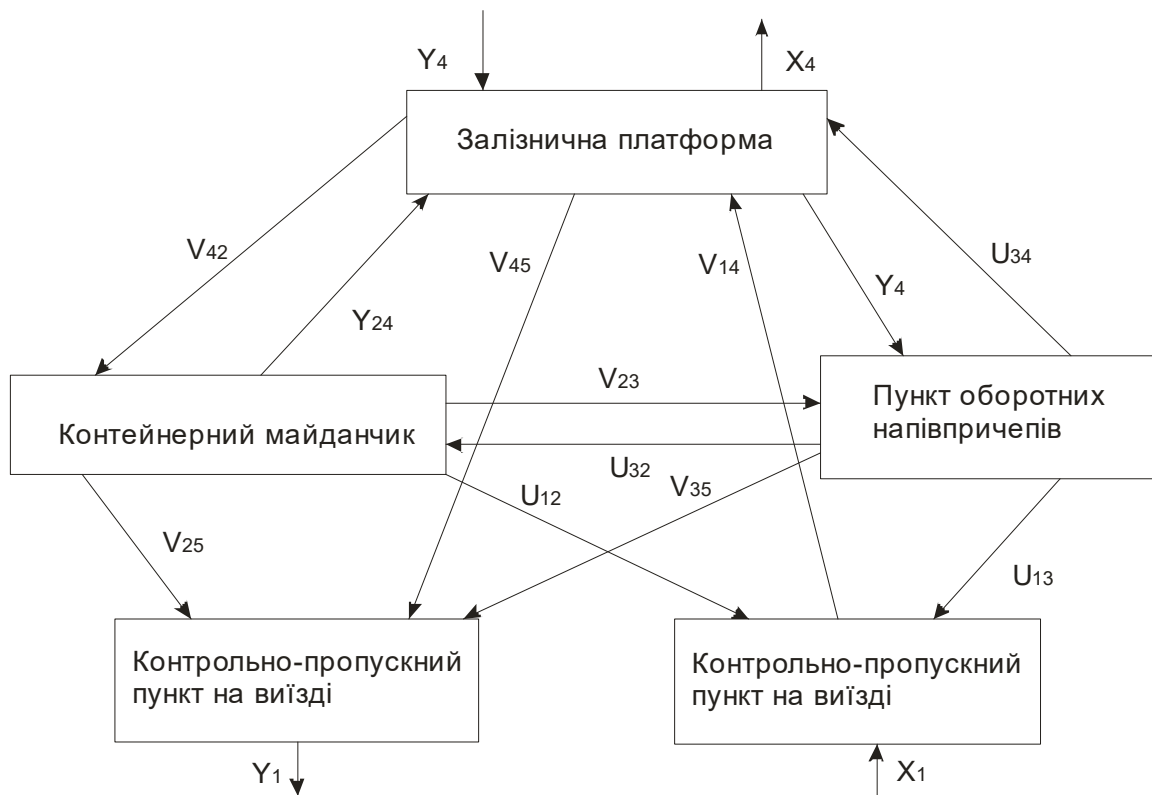 Y4
X4
Залізнична платформа
V42
V45
V14
U34
Y24
Y4
V23
Контейнерний майданчик
Пункт оборотних
напівпричепів
U32
U12
V35
V25
U13
Контрольно-пропускний
пункт на виїзді
Контрольно-пропускний
пункт на виїзді
Y1
X1